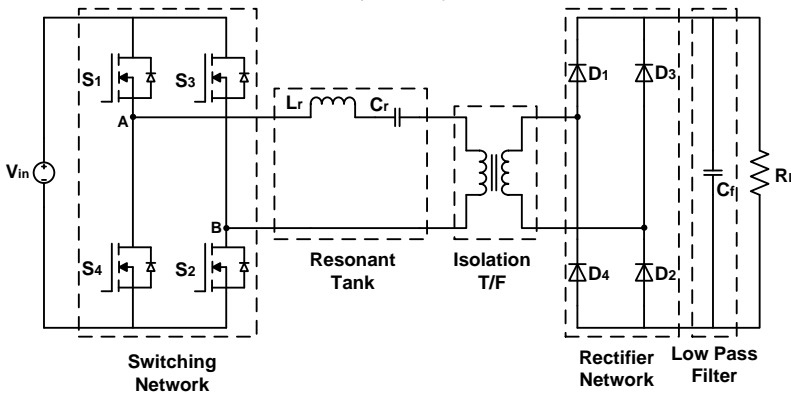 S1
S3
Lr
Cr
D1
D3
A
Vin
Cf
B
S4
S2
Resonant
Tank
Isolation
T/F
D4
D2
Switching
Network
Rectifier
Network
Low Pass
Filter